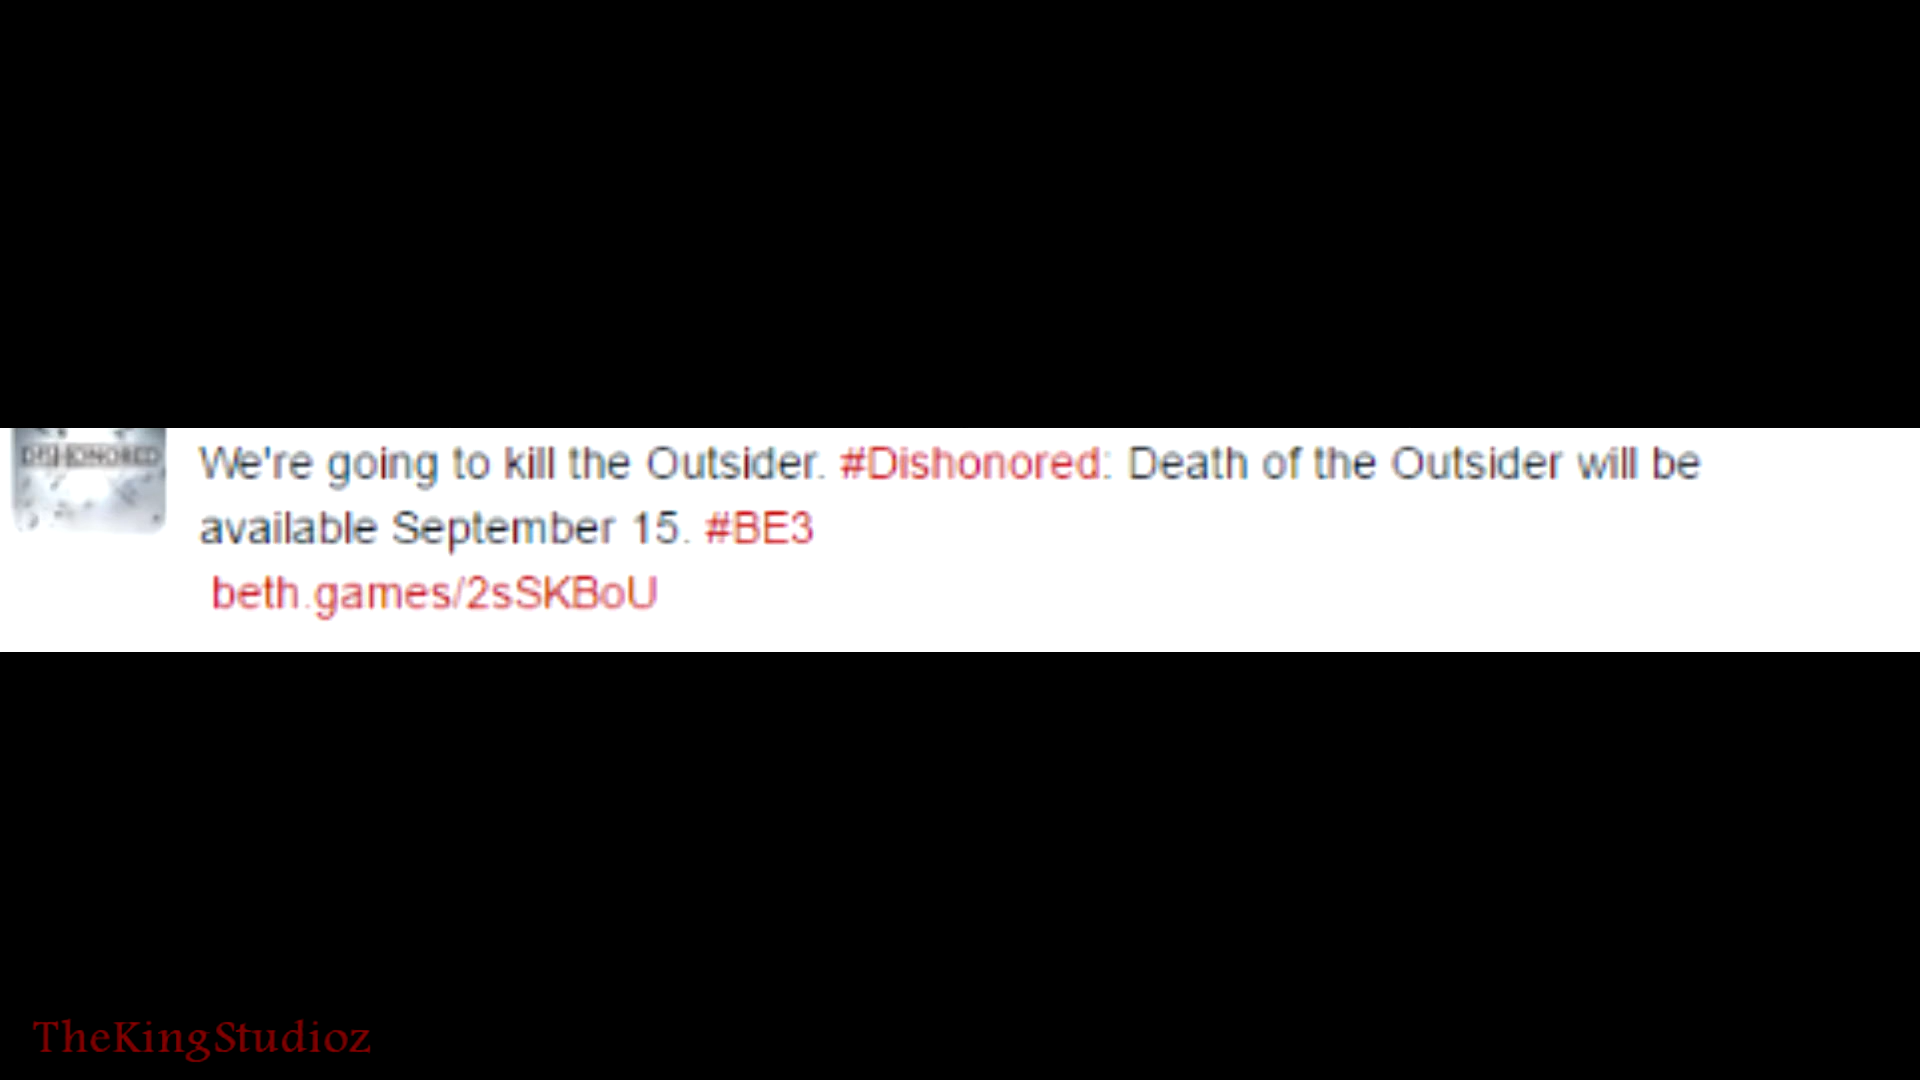 DISHONORED
We're going to kill the Outsider. #Dishonored: Death of the Outsider will be
available September 15. #BE3
beth.games/2sSKBoU
TheKingStudioz